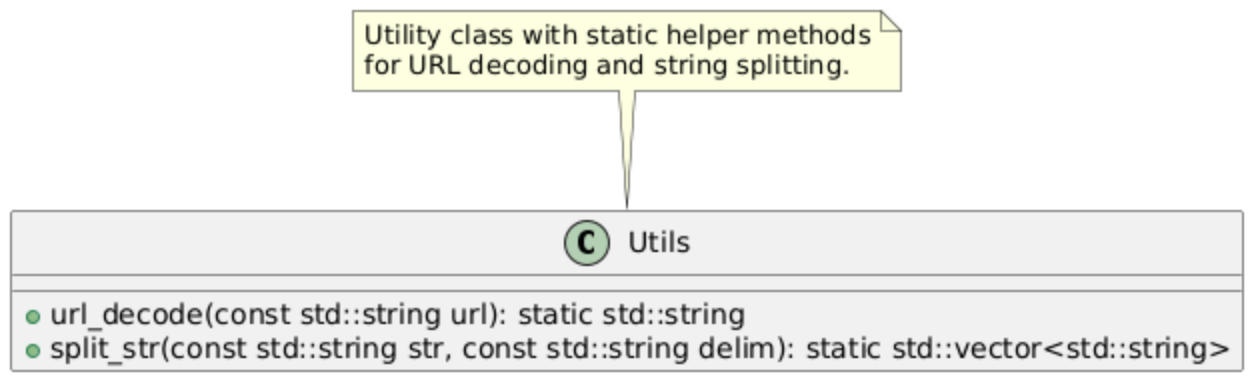 Utility class with static helper methods
for URL decoding and string splitting.
C Utils
url_decode(const std::string url): static std::string
split_str(const std::string str, const std::string delim): static std::vector<std::string>